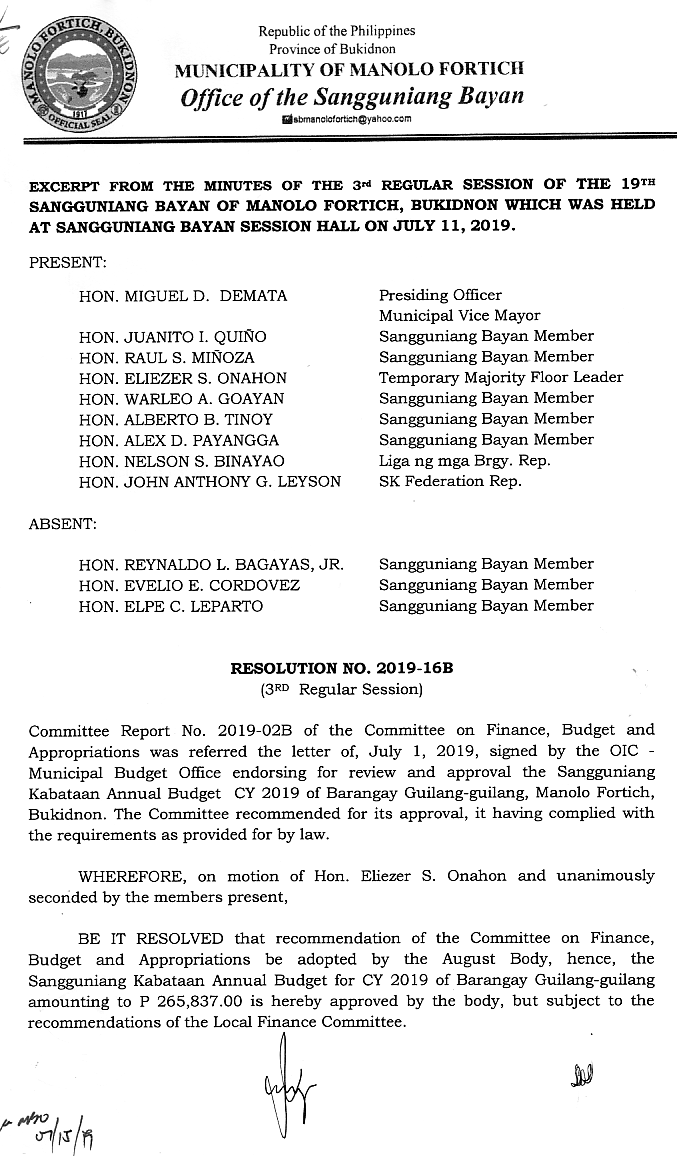 Republic of the Philippines
Province of Bukidnon
MUNICIPALITY OF MANOLO FORTICH
Office of the Sangguniang Bayan
sbmanolofortich@yahoo.com
MANOLO FORTICH, BUKIDNON
1917
OFFICIAL SEAL
EXCERPT FROM THE MINUTES OF THE 3rd REGULAR SESSION OF THE 19TH
SANGGUNIANG BAYAN OF MANOLO FORTICH, BUKIDNON WHICH WAS HELD
AT SANGGUNIANG BAYAN SESSION HALL ON JULY 11, 2019.
PRESENT:
HON. MIGUEL D. DEMATA Presiding Officer
Municipal Vice Mayor
HON. JUANITO I. QUIÑO Sangguniang Bayan Member
HON. RAUL S. MIÑOZA Sangguniang Bayan Member
HON. ELIEZER S. ONAHON Temporary Majority Floor Leader
HON. WARLEO A. GOAYAN Sangguniang Bayan Member
HON. ALBERTO B. TINOY Sangguniang Bayan Member
HON. ALEX D. PAYANGGA Sangguniang Bayan Member
HON. NELSON S. BINAYAO Liga ng mga Brgy. Rep.
HON. JOHN ANTHONY G. LEYSON SK Federation Rep.
ABSENT:
HON. REYNALDO L. BAGAYAS, JR. Sangguniang Bayan Member
HON. EVELIO E. CORDOVEZ Sangguniang Bayan Member
HON. ELPE C. LEPARTO Sangguniang Bayan Member
RESOLUTION NO. 2019-16B
(3RD Regular Session)
Committee Report No. 2019-02B of the Committee on Finance, Budget and
Appropriations was referred the letter of, July 1, 2019, signed by the OIC -
Municipal Budget Office endorsing for review and approval the Sangguniang
Kabataan Annual Budget CY 2019 of Barangay Guilang-guilang, Manolo Fortich,
Bukidnon. The Committee recommended for its approval, it having complied with
the requirements as provided for by law.
WHEREFORE, on motion of Hon. Eliezer S. Onahon and unanimously
seconded by the members present,
BE IT RESOLVED that recommendation of the Committee on Finance,
Budget and Appropriations be adopted by the August Body, hence, the
Sangguniang Kabataan Annual Budget for CY 2019 of Barangay Guilang-guilang
amounting to P 265,837.00 is hereby approved by the body, but subject to the
recommendations of the Local Finance Committee.
07/15/19